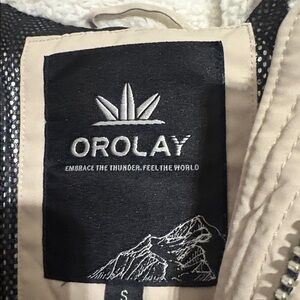 OROLAY
EMBRACE THE THUNDER. FEEL THE WORLD
S